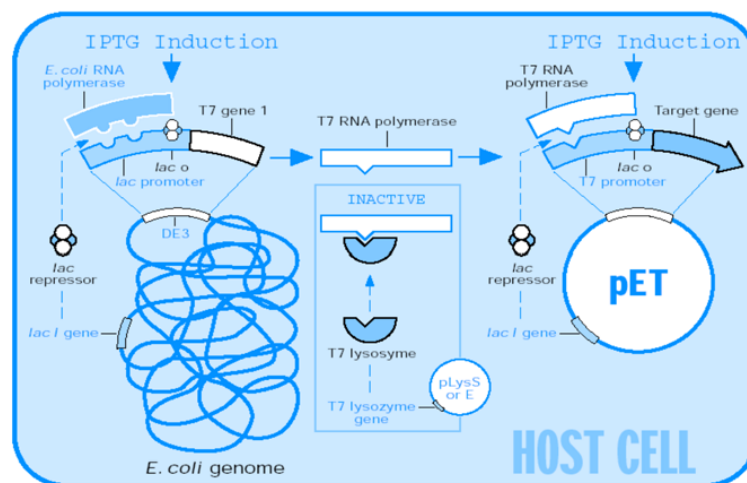 IPTG Induction
E. coli RNA
polymerase
T7 gene 1
lac o
lac promoter
DE3
lac
repressor
lac I gene
E. coli genome
T7 RNA polymerase
INACTIVE
T7 lysosyme
T7 lysozyme
gene
pLysS
or E
IPTG Induction
T7 RNA
polymerase
Target gene
lac o
T7 promoter
lac
repressor
lac I gene
pET
HOST CELL